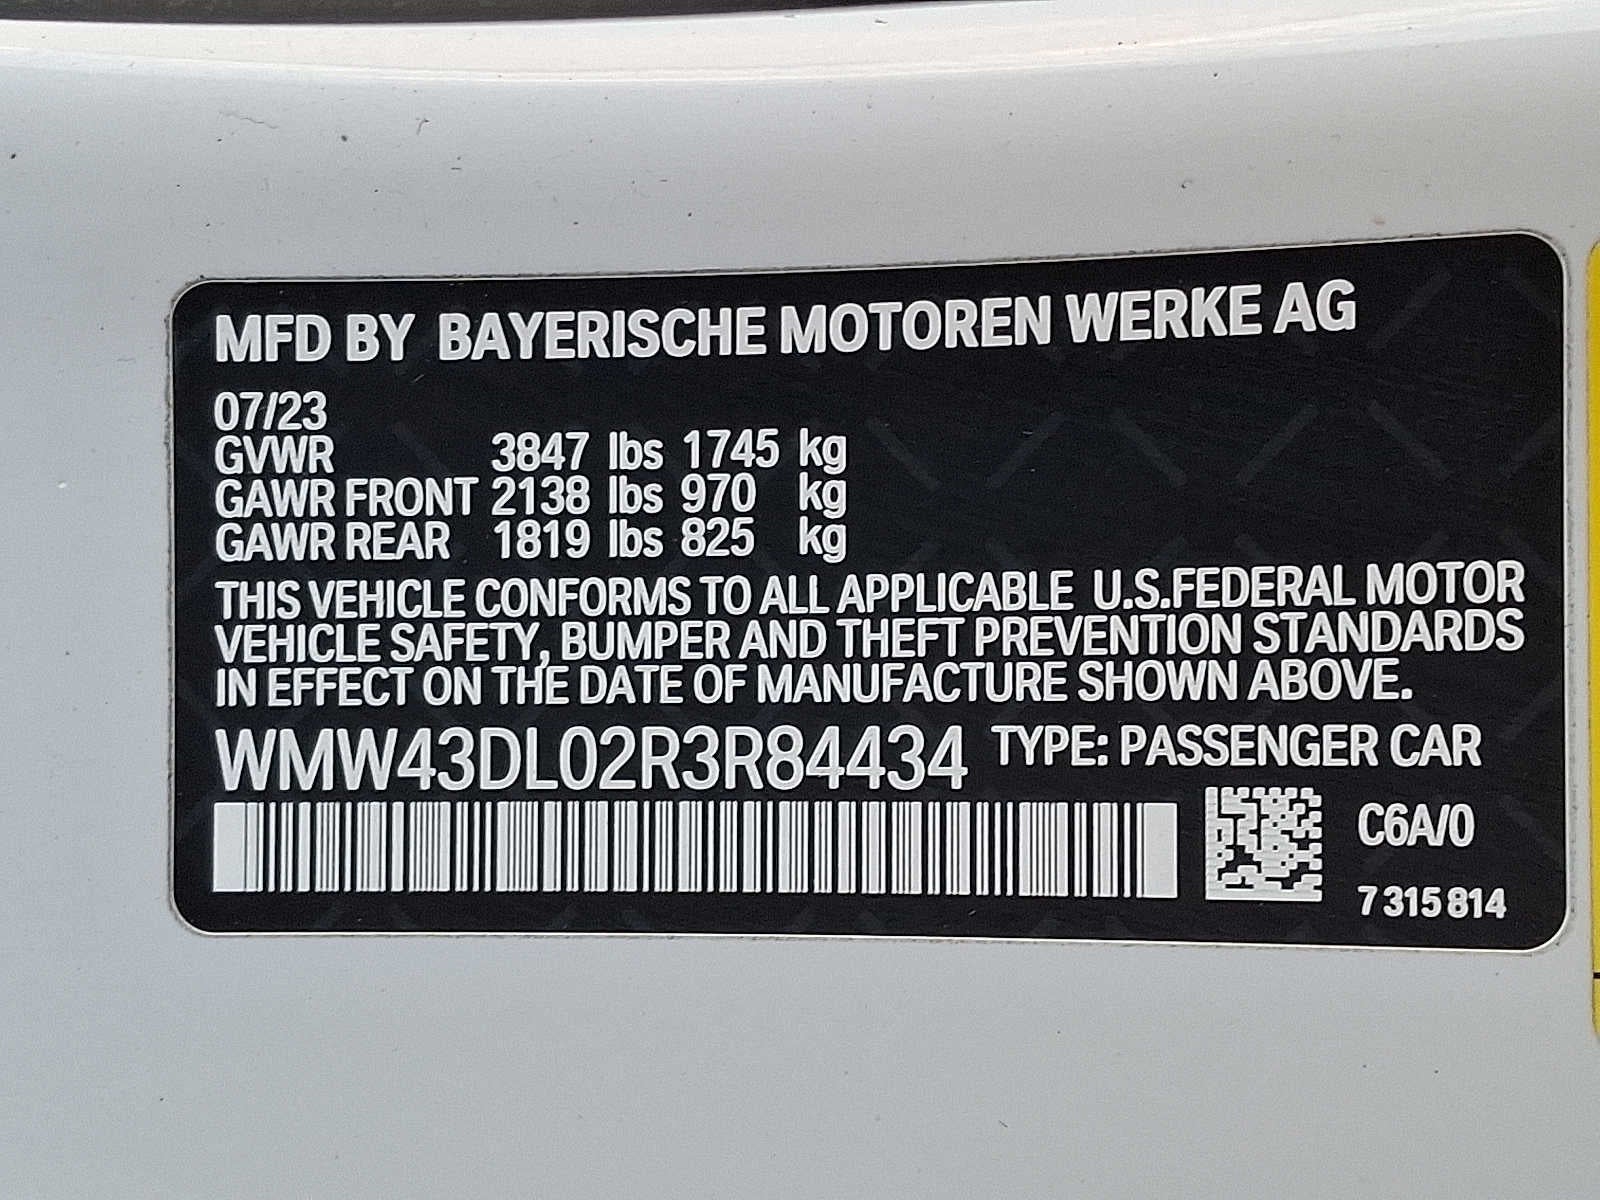 MFD BY BAYERISCHE MOTOREN WERKE AG
07/23
GVWR 3847 lbs 1745 kg
GAWR FRONT 2138 lbs 970 kg
GAWR REAR 1819 lbs 825 kg
THIS VEHICLE CONFORMS TO ALL APPLICABLE U.S.FEDERAL MOTOR
VEHICLE SAFETY, BUMPER AND THEFT PREVENTION STANDARDS
IN EFFECT ON THE DATE OF MANUFACTURE SHOWN ABOVE.
WMW43DL02R3R84434 TYPE: PASSENGER CAR
C6A/0
7 315 814